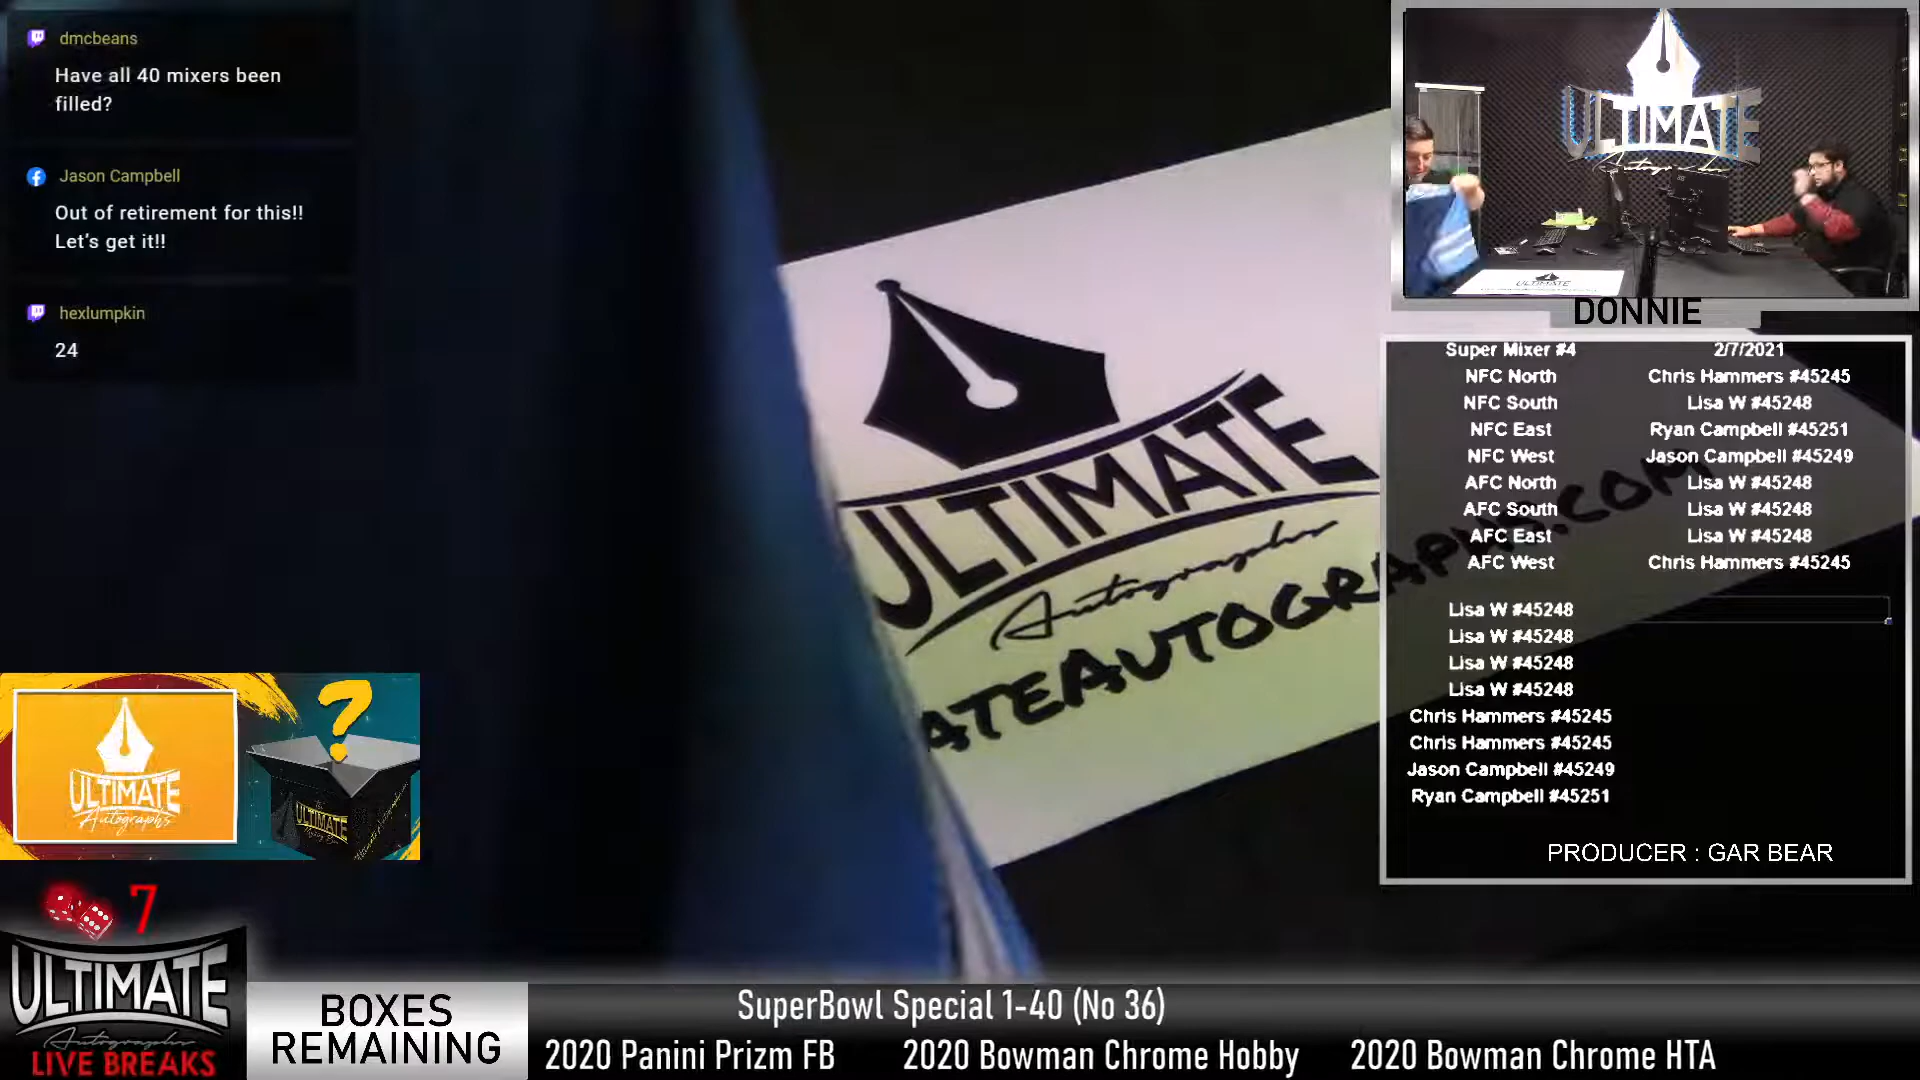 dmcbeans
Have all 40 mixers been
filled?
Jason Campbell
Out of retirement for this!!
Let's get it!!
hexlumpkin
24
ULTIMATE
Autographs
ATEAUTOGRAPHS.COM
ULTIMATE
Autographs
ULTIMATE
DONNIE
Super Mixer #4 2/7/2021
NFC North Chris Hammers #45245
NFC South Lisa W #45248
NFC East Ryan Campbell #45251
NFC West Jason Campbell #45249
AFC North Lisa W #45248
AFC South Lisa W #45248
AFC East Lisa W #45248
AFC West Chris Hammers #45245
Lisa W #45248
Lisa W #45248
Lisa W #45248
Lisa W #45248
Chris Hammers #45245
Chris Hammers #45245
Jason Campbell #45249
Ryan Campbell #45251
PRODUCER : GAR BEAR
?
ULTIMATE
Autographs
ULTIMATE
7
ULTIMATE
Autographs
LIVE BREAKS
BOXES
REMAINING
SuperBowl Special 1-40 (No 36)
2020 Panini Prizm FB 2020 Bowman Chrome Hobby 2020 Bowman Chrome HTA